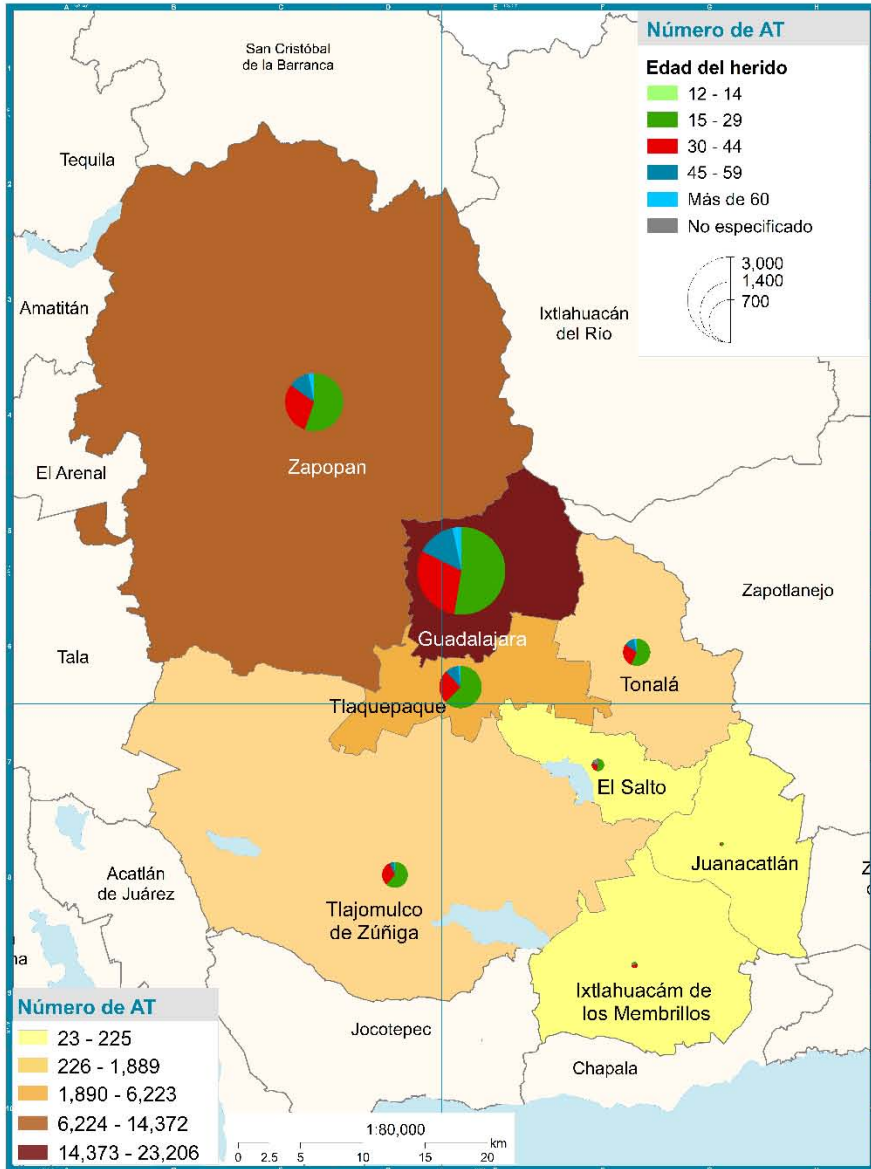 San Cristóbal
de la Barranca
Tequila
Amatitán
El Arenal
Tala
Número de AT
Edad del herido
12 - 14
15 - 29
30 - 44
45 - 59
Más de 60
No especificado
3,000
1,400
700
Ixtlahuacán
del Río
Zapopan
Guadalajara
Zapotlanejo
Tonalá
Tlaquepaque
El Salto
Juanacatlán
Acatlán
de Juárez
Tlajomulco
de Zúñiga
Ixtlahuacám de
los Membrillos
Jocotepec
Chapala
Número de AT
23 - 225
226 - 1,889
1,890 - 6,223
6,224 - 14,372
14,373 - 23,206
1:80,000
0 2.5 5 10 15 20 km